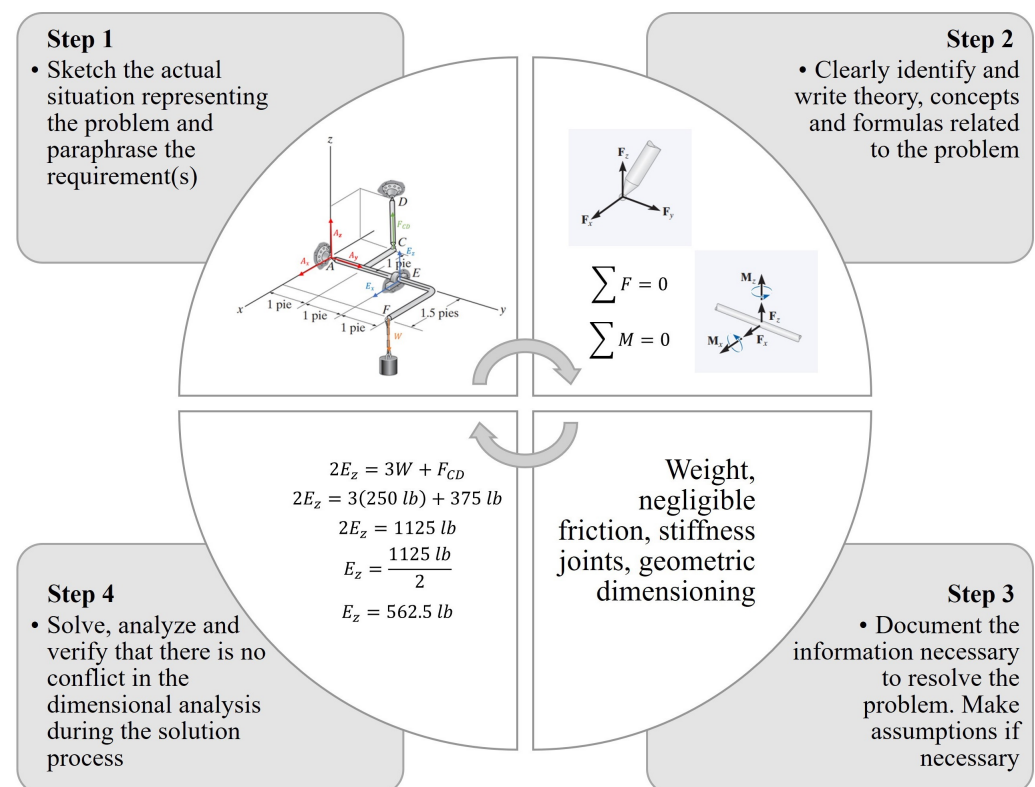 Step 1
• Sketch the actual
situation representing
the problem and
paraphrase the
requirement(s)
z
D
F_CD
C
A_z
E_z
A_x
A_y
A
1 pie
E
E_x
x
1 pie
1 pie
1 pie
F
1.5 pies
y
W
Step 2
• Clearly identify and
write theory, concepts
and formulas related
to the problem
F_z
F_x
F_y
∑ F = 0
∑ M = 0
M_z
F_z
M_x
F_x
2E_z = 3W + F_CD
2E_z = 3(250 lb) + 375 lb
2E_z = 1125 lb
E_z = 1125 lb / 2
E_z = 562.5 lb
Step 4
• Solve, analyze and
verify that there is no
conflict in the
dimensional analysis
during the solution
process
Weight,
negligible
friction, stiffness
joints, geometric
dimensioning
Step 3
• Document the
information necessary
to resolve the
problem. Make
assumptions if
necessary